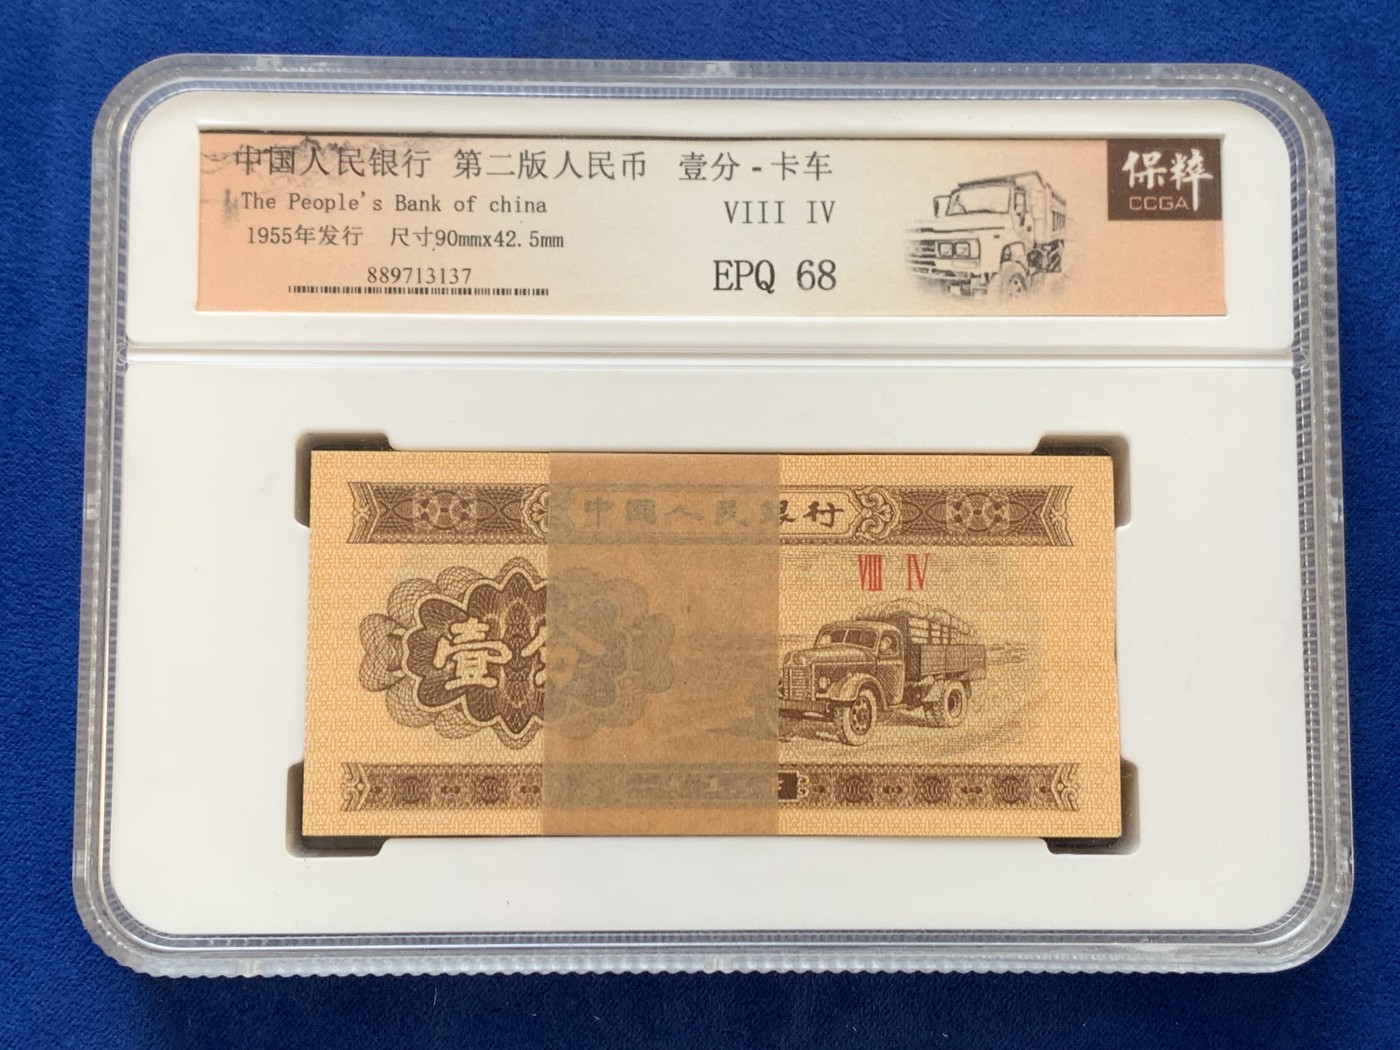 中国人民银行 第二版人民币 壹分-卡车
The People's Bank of china
VIII IV
1955年发行 尺寸90mmx42.5mm
889713137
EPQ 68
保粹
CCGA
中國人民銀行
VIII IV
壹分